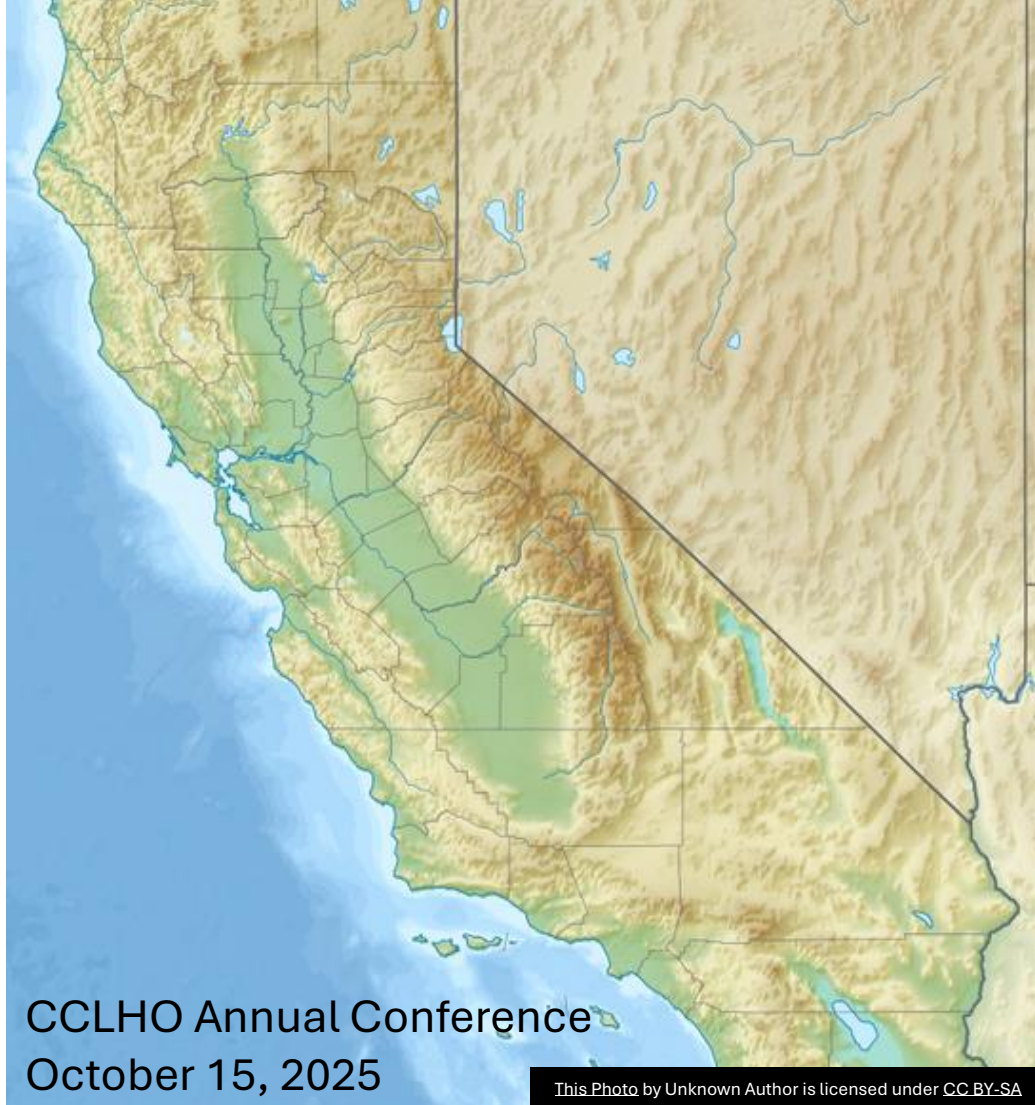 CCLHO Annual Conference
October 15, 2025
This Photo by Unknown Author is licensed under CC BY-SA